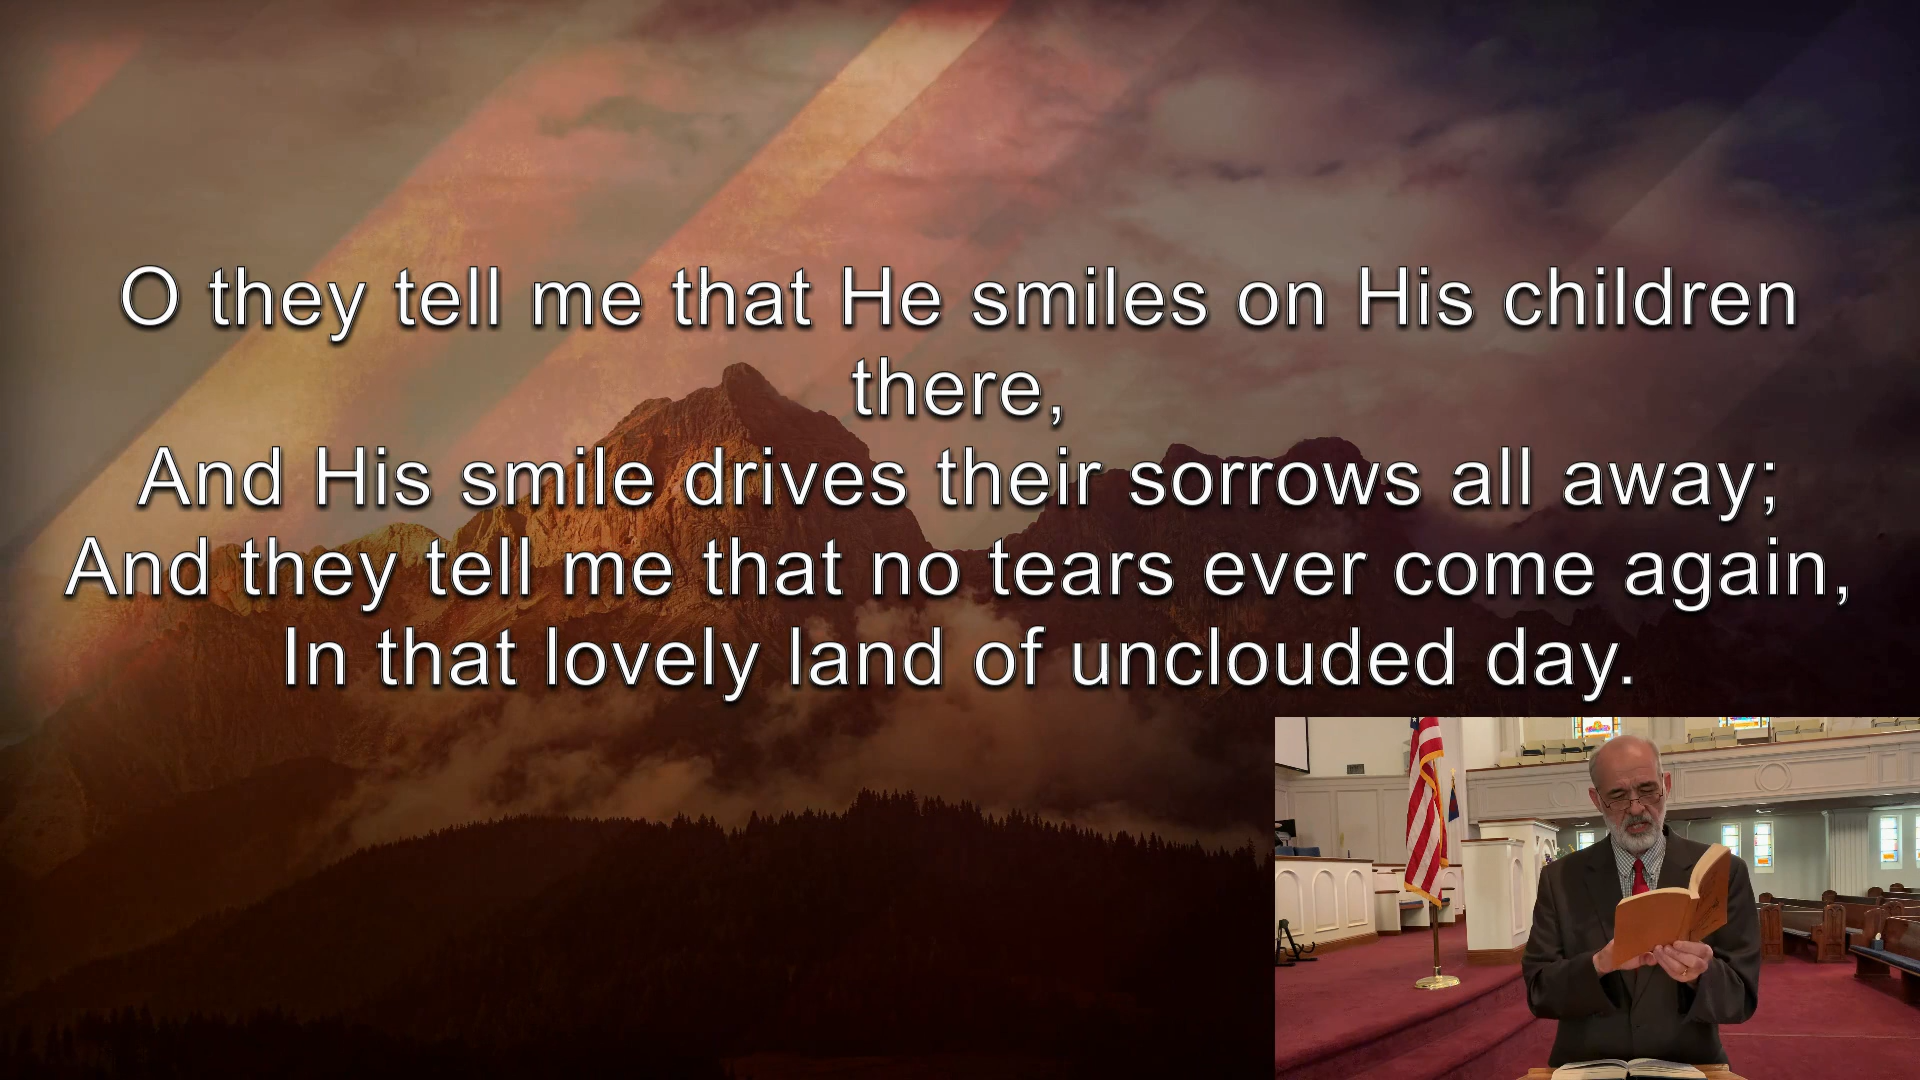 O they tell me that He smiles on His children
there,
And His smile drives their sorrows all away;
And they tell me that no tears ever come again,
In that lovely land of unclouded day.